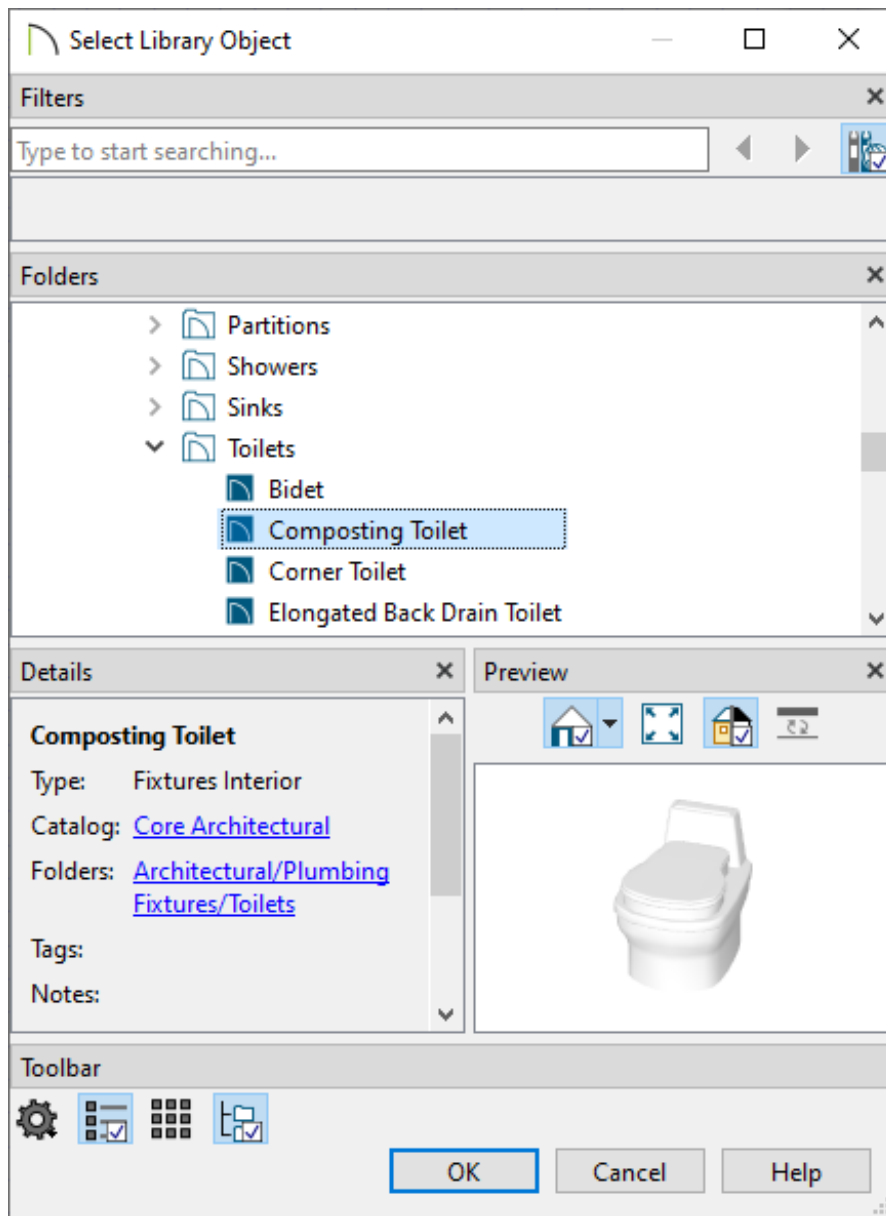 Select Library Object
Filters
Type to start searching...
Folders
Partitions
Showers
Sinks
Toilets
Bidet
Composting Toilet
Corner Toilet
Elongated Back Drain Toilet
Details
Composting Toilet
Type: Fixtures Interior
Catalog: Core Architectural
Folders: Architectural/Plumbing
Fixtures/Toilets
Tags:
Notes:
Preview
Toolbar
OK Cancel Help